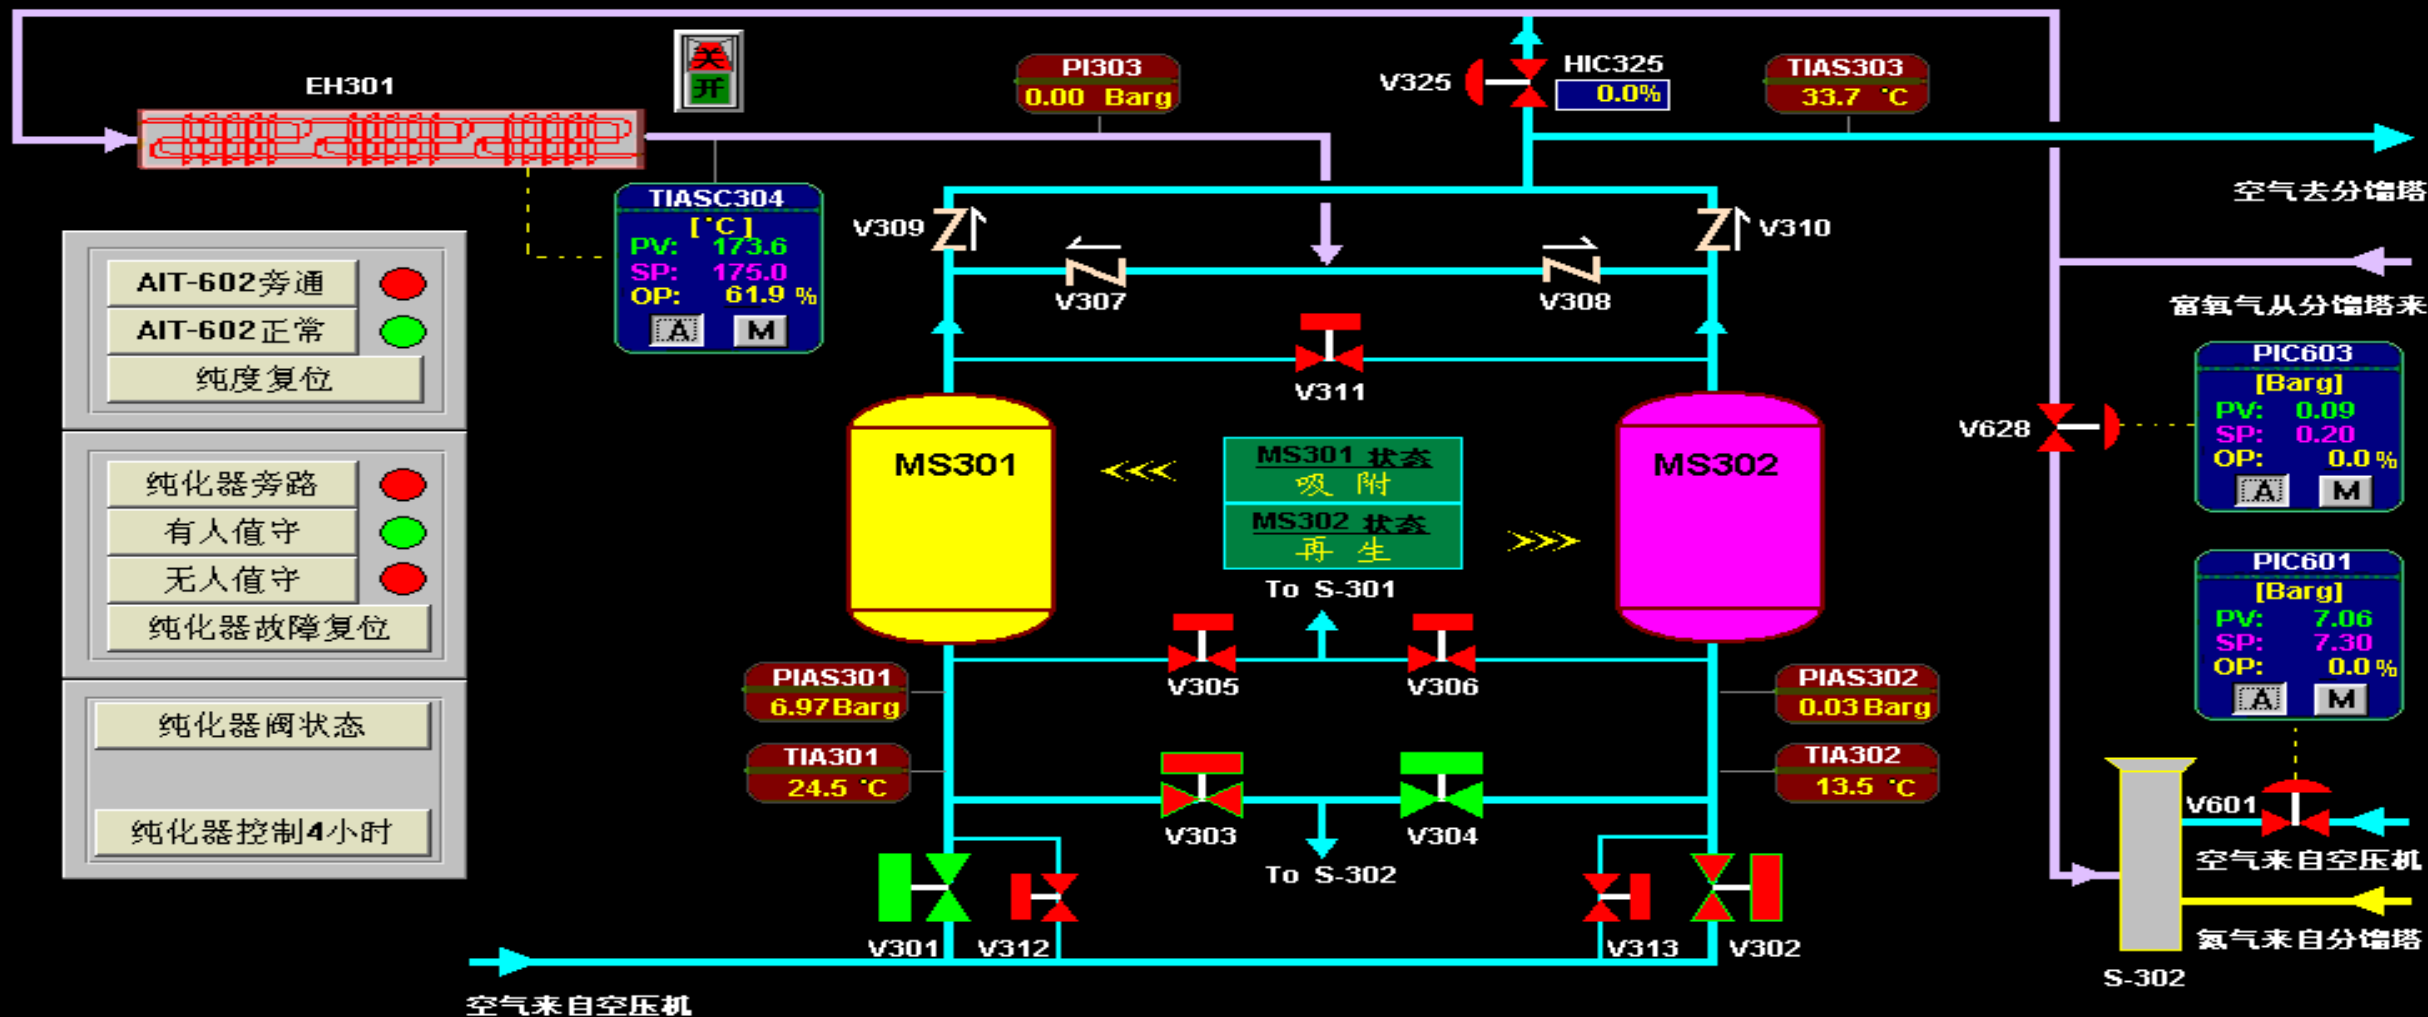 EH301
关
开
PI303
0.00 Barg
V325
HIC325
0.0%
TIAS303
33.7 °C
空气去分馏塔
TIASC304
[°C]
PV: 173.6
SP: 175.0
OP: 61.9 %
A M
V309
V310
V307
V308
V311
富氧气从分馏塔来
AIT-602旁通
AIT-602正常
纯度复位
纯化器旁路
有人值守
无人值守
纯化器故障复位
纯化器阀状态
纯化器控制4小时
MS301
<<<
MS301 状态
吸 附
MS302 状态
再 生
>>>
MS302
V628
PIC603
[Barg]
PV: 0.09
SP: 0.20
OP: 0.0 %
A M
To S-301
V305
V306
PIAS301
6.97Barg
PIAS302
0.03Barg
TIA301
24.5 °C
TIA302
13.5 °C
PIC601
[Barg]
PV: 7.06
SP: 7.30
OP: 0.0 %
A M
V303
V304
To S-302
V301
V312
V313
V302
V601
空气来自空压机
氮气来自分馏塔
S-302
空气来自空压机